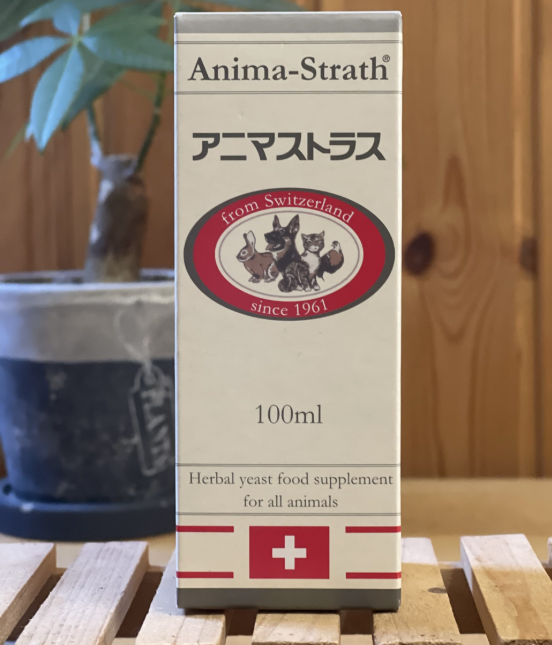 Anima-Strath®
アニマストラス
from Switzerland
since 1961
100ml
Herbal yeast food supplement
for all animals